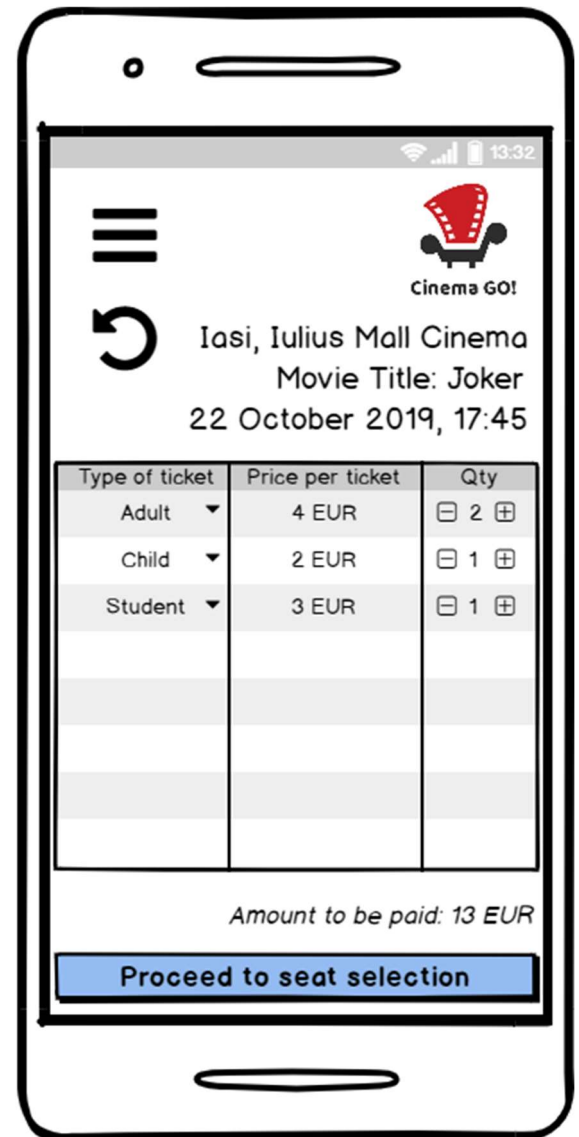 13:32
Cinema GO!
Iasi, Iulius Mall Cinema
Movie Title: Joker
22 October 2019, 17:45
Type of ticket Price per ticket Qty
Adult 4 EUR 2
Child 2 EUR 1
Student 3 EUR 1
Amount to be paid: 13 EUR
Proceed to seat selection